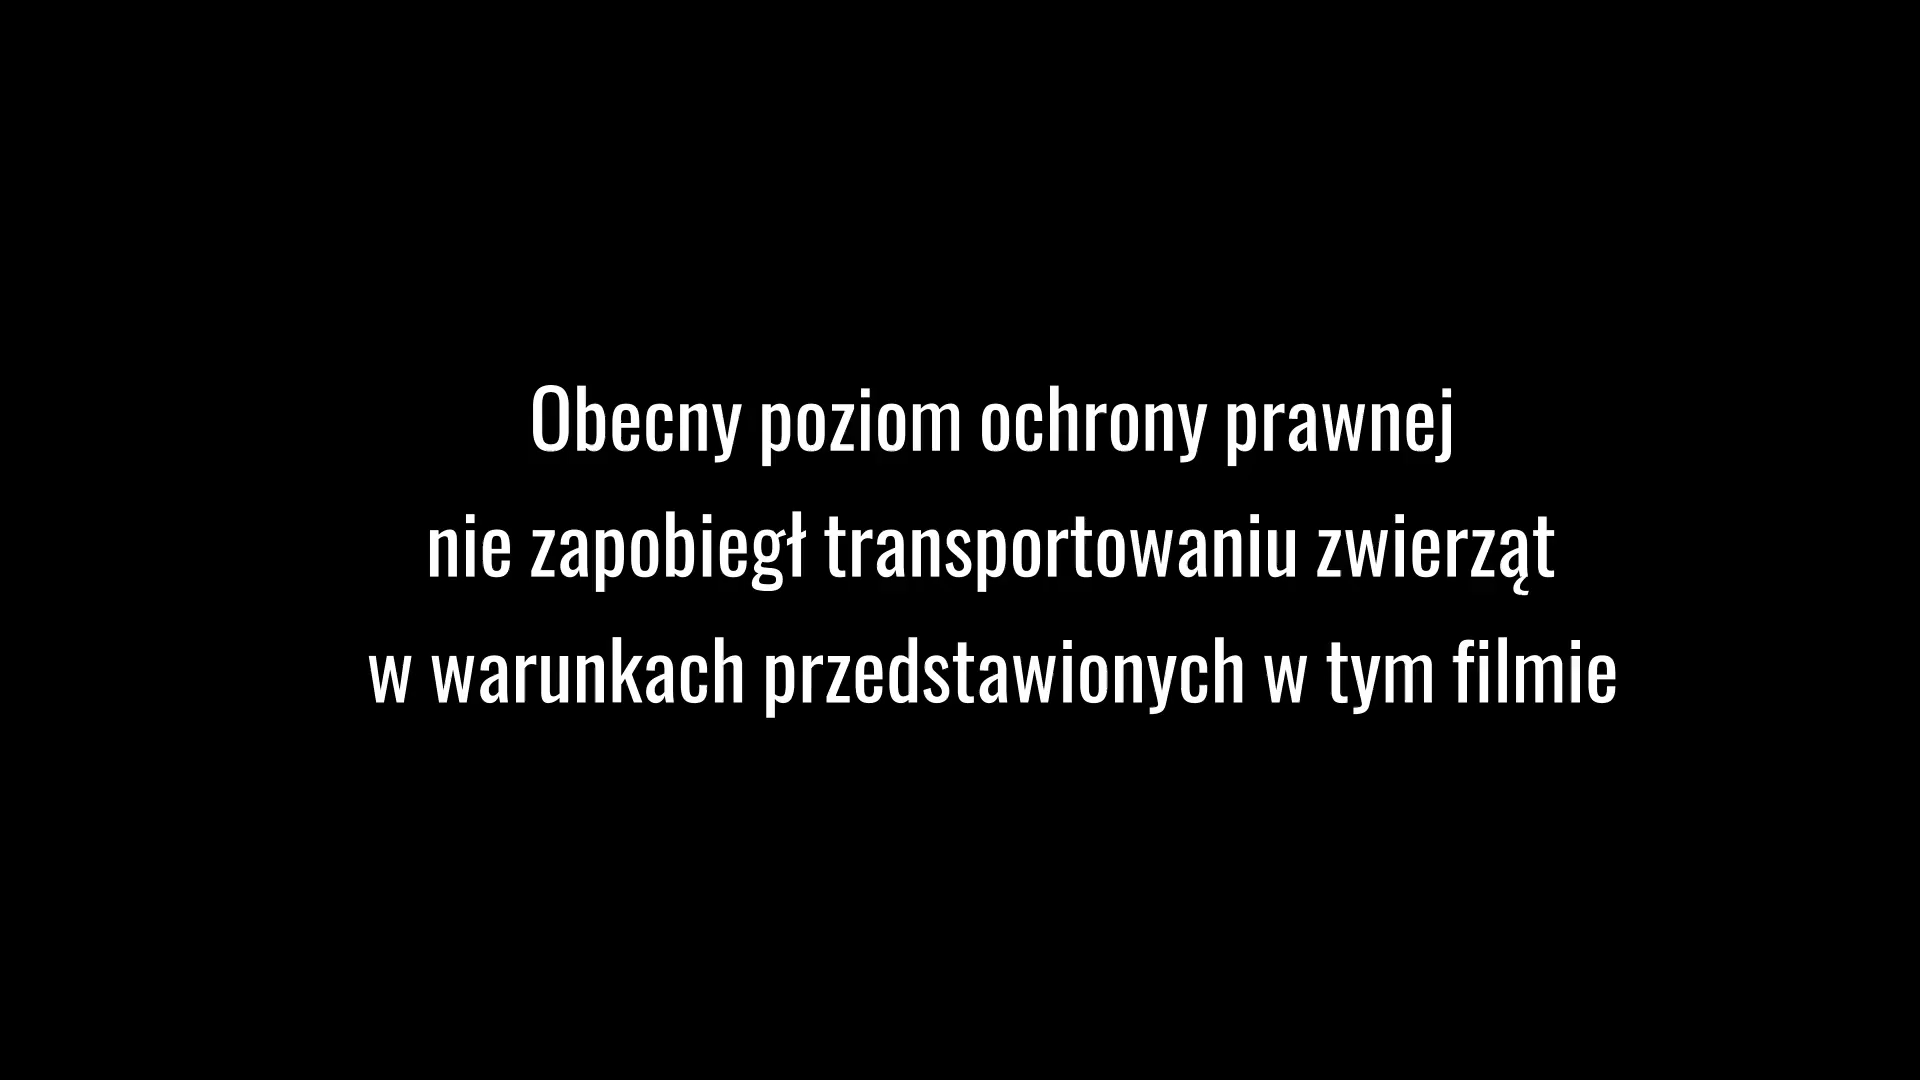 Obecny poziom ochrony prawnej
nie zapobiegł transportowaniu zwierząt
w warunkach przedstawionych w tym filmie